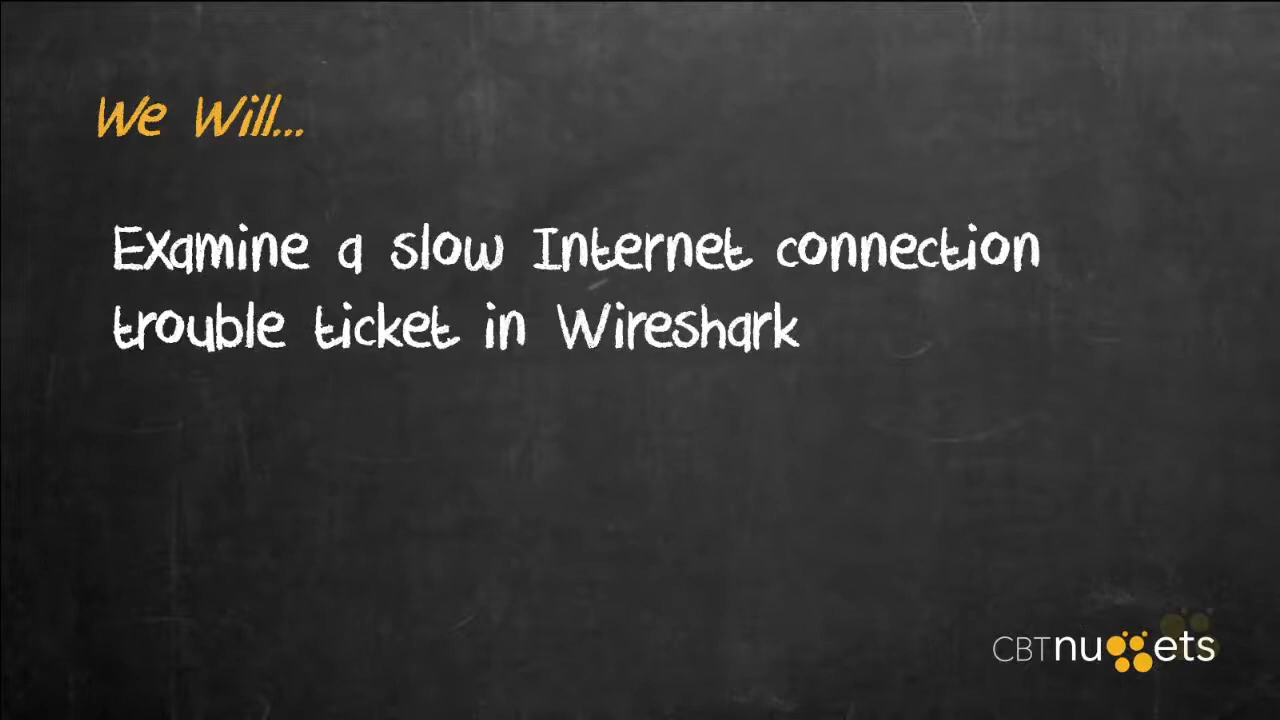 We Will...
Examine a slow Internet connection
trouble ticket in Wireshark
CBTnuggets